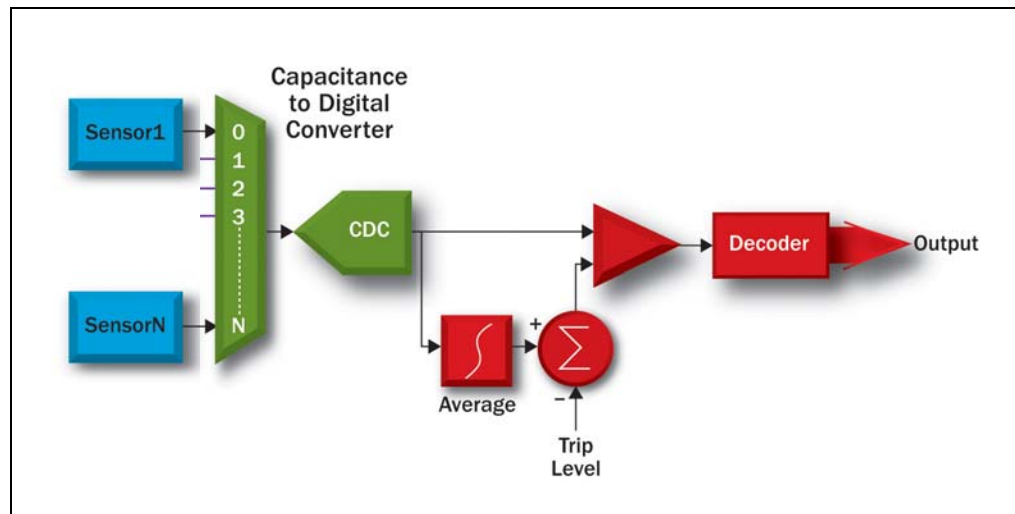 Capacitance
to Digital
Converter
Sensor1
0
1
2
3
N
SensorN
CDC
Decoder
Output
+
Average
−
Trip
Level
Σ